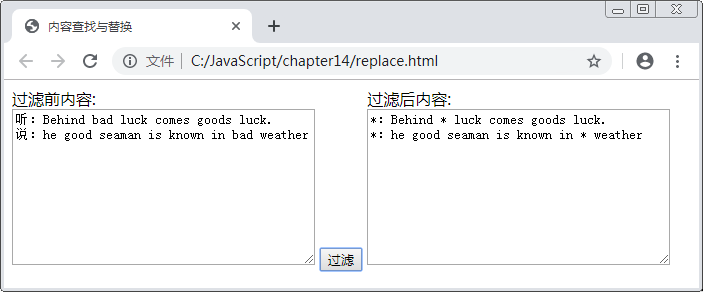 内容查找与替换
文件 C:/JavaScript/chapter14/replace.html
过滤前内容:
听: Behind bad luck comes goods luck.
说: he good seaman is known in bad weather
过滤
过滤后内容:
*: Behind * luck comes goods luck.
*: he good seaman is known in * weather